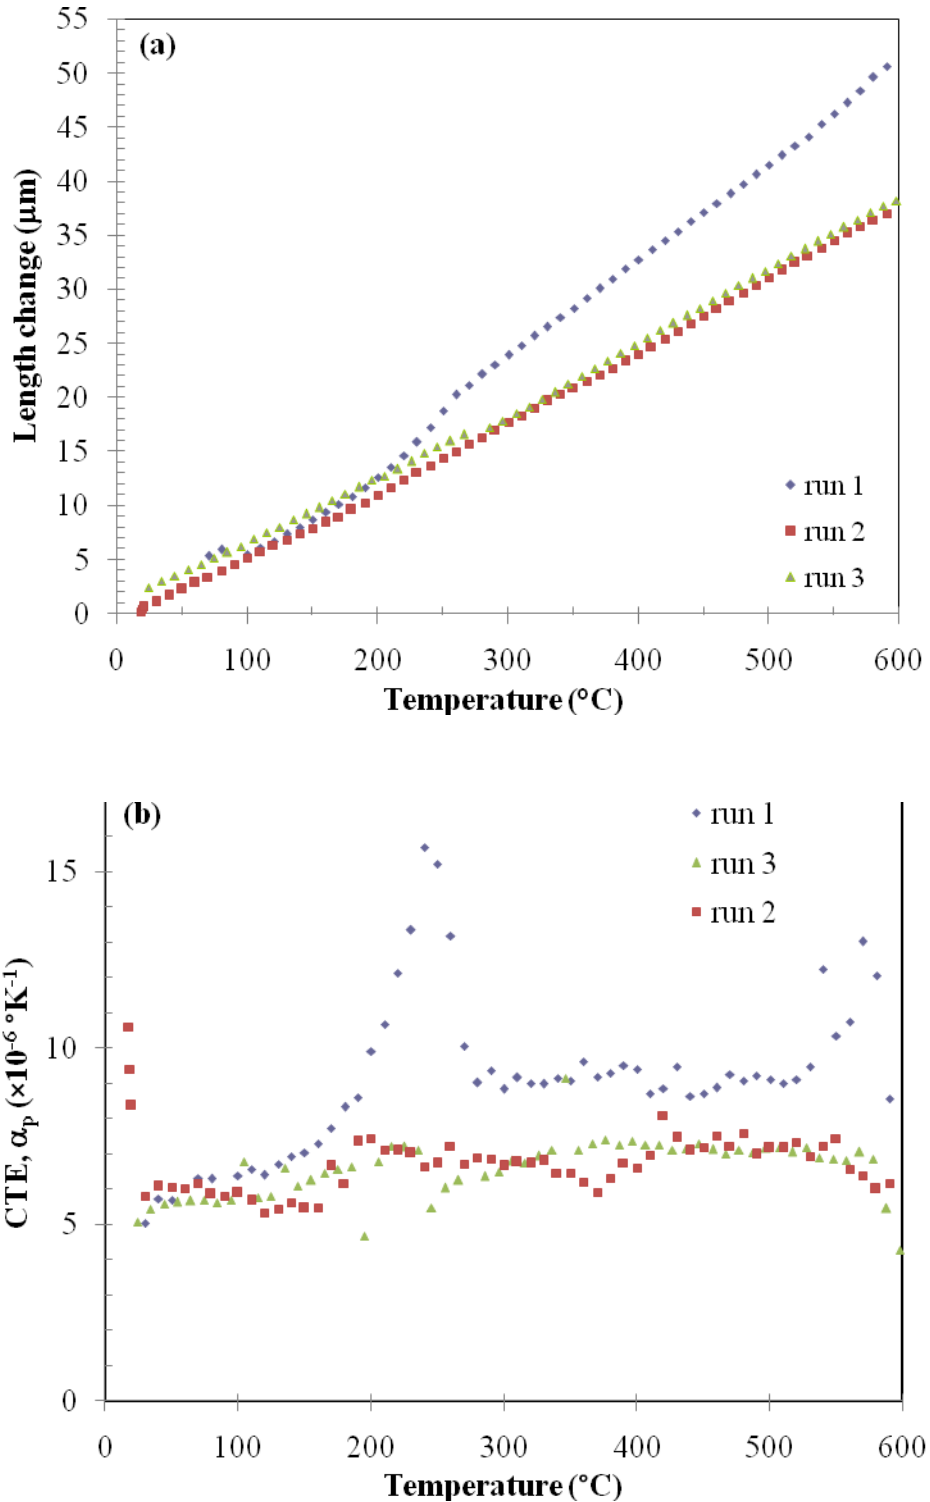 (a)
55
50
45
40
35
30
25
20
15
10
5
0
Length change (µm)
run 1
run 2
run 3
0 100 200 300 400 500 600
Temperature (°C)
(b)
run 1
run 3
run 2
15
10
5
0
CTE, αp (×10-6 °K-1)
0 100 200 300 400 500 600
Temperature (°C)